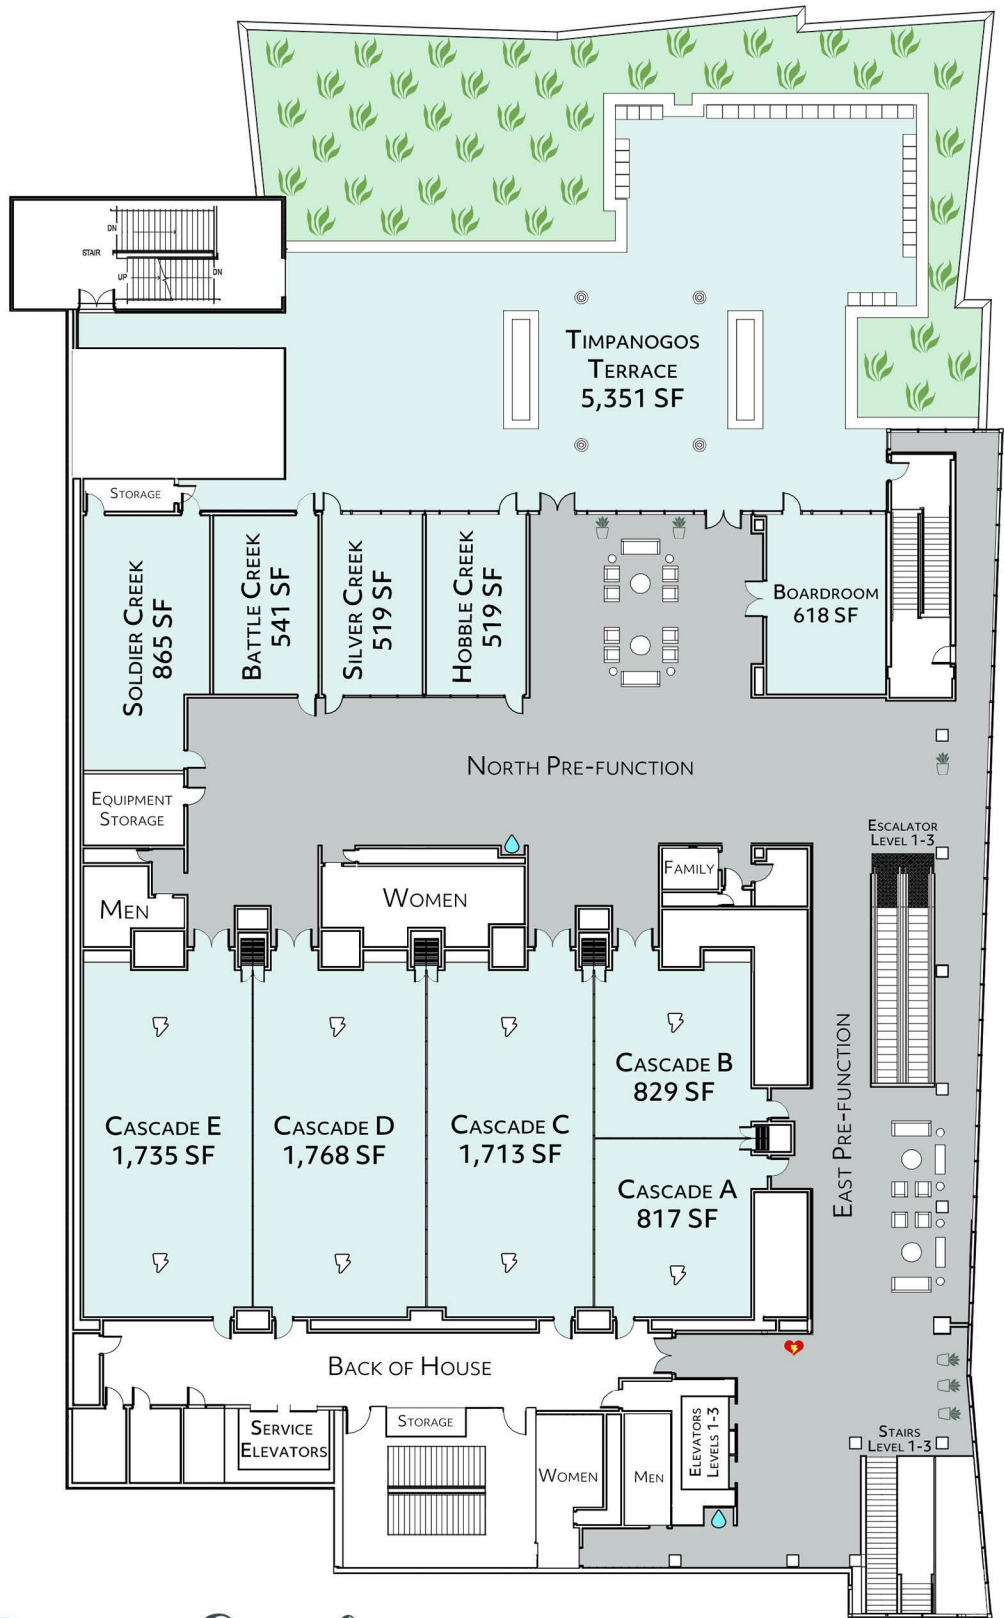 DN
STAIR
UP
DN
TIMPANOGOS
TERRACE
5,351 SF
STORAGE
SOLDIER CREEK
865 SF
BATTLE CREEK
541 SF
SILVER CREEK
519 SF
HOBBLE CREEK
519 SF
BOARDROOM
618 SF
NORTH PRE-FUNCTION
EQUIPMENT
STORAGE
ESCALATOR
LEVEL 1-3
MEN
WOMEN
FAMILY
CASCADE E
1,735 SF
CASCADE D
1,768 SF
CASCADE C
1,713 SF
CASCADE B
829 SF
CASCADE A
817 SF
EAST PRE-FUNCTION
BACK OF HOUSE
SERVICE
ELEVATORS
STORAGE
WOMEN
MEN
ELEVATORS
LEVELS 1-3
STAIRS
LEVEL 1-3